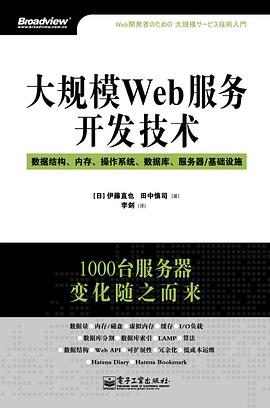 Broadview®
Web開発者のための 大規模サービス技術入門
大规模Web服务
开发技术
数据结构、内存、操作系统、数据库、服务器/基础设施
[日] 伊藤直也 田中慎司 [著]
李剑 [译]
1000台服务器
变化随之而来
数据量 · 内存/磁盘 · 虚拟内存 · 缓存 · I/O负载
数据库分割 · 数据库索引 · LAMP · 算法
数据结构 · Web API · 可扩展性 · 冗余化 · 低成本运维
Hatena Diary · Hatena Bookmark
电子工业出版社